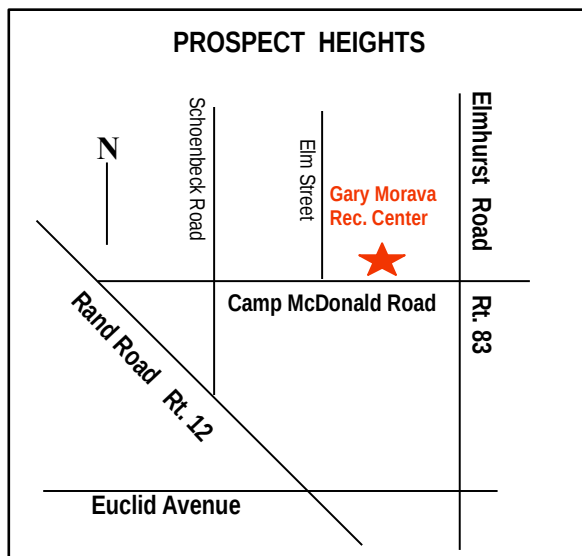 PROSPECT HEIGHTS
N
Schoenbeck Road
Elm Street
Gary Morava
Rec. Center
Elmhurst Road
Camp McDonald Road
Rt. 83
Rand Road Rt. 12
Euclid Avenue